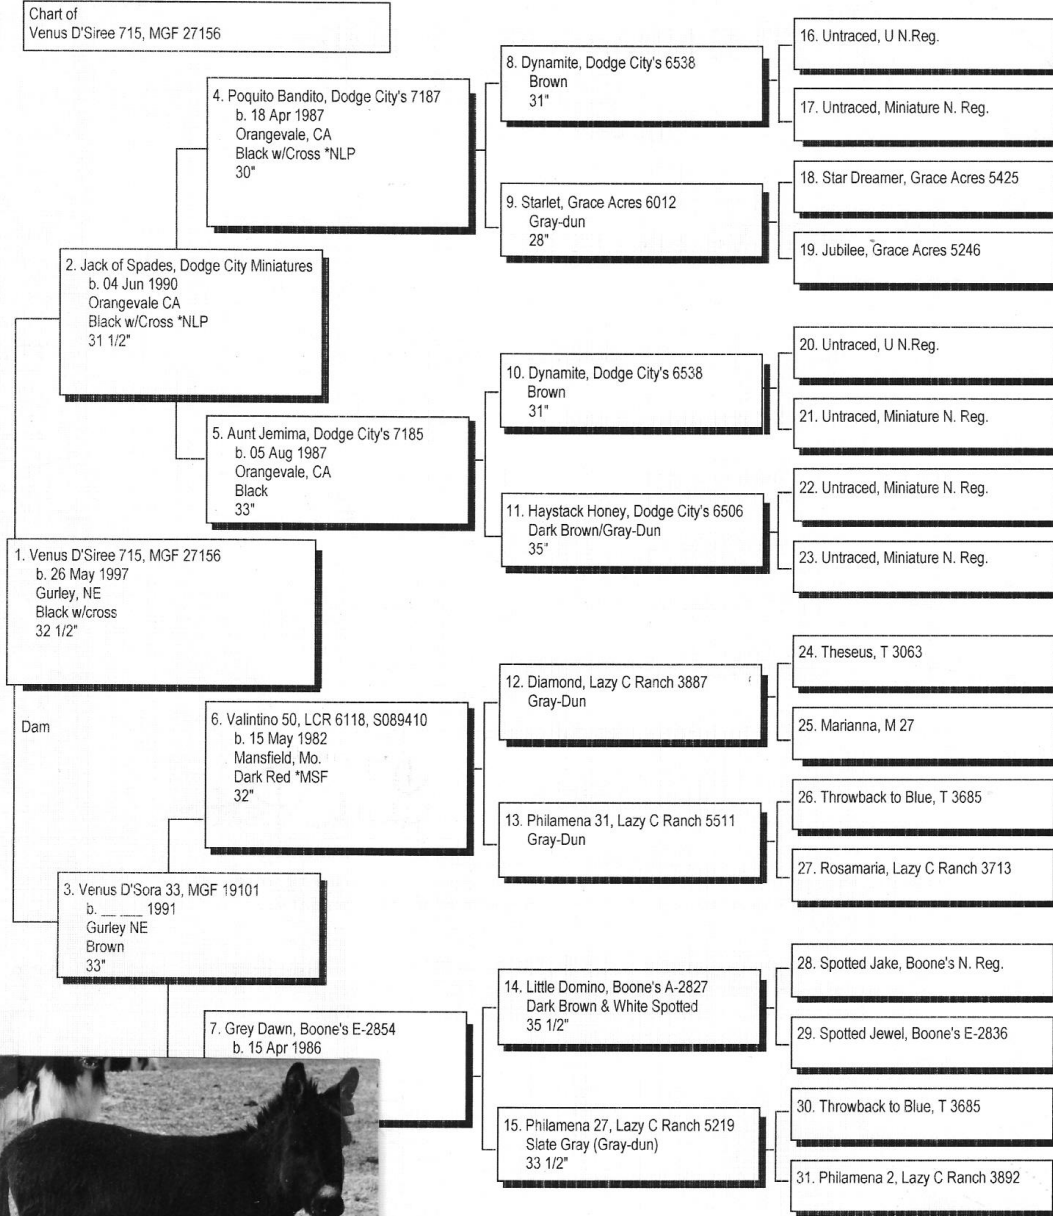 Chart of
Venus D'Siree 715, MGF 27156
1. Venus D'Siree 715, MGF 27156
b. 26 May 1997
Gurley, NE
Black w/cross
32 1/2"
Dam
2. Jack of Spades, Dodge City Miniatures
b. 04 Jun 1990
Orangevale CA
Black w/Cross *NLP
31 1/2"
3. Venus D'Sora 33, MGF 19101
b. __ ___ 1991
Gurley NE
Brown
33"
4. Poquito Bandito, Dodge City's 7187
b. 18 Apr 1987
Orangevale, CA
Black w/Cross *NLP
30"
5. Aunt Jemima, Dodge City's 7185
b. 05 Aug 1987
Orangevale, CA
Black
33"
6. Valintino 50, LCR 6118, S089410
b. 15 May 1982
Mansfield, Mo.
Dark Red *MSF
32"
7. Grey Dawn, Boone's E-2854
b. 15 Apr 1986
8. Dynamite, Dodge City's 6538
Brown
31"
9. Starlet, Grace Acres 6012
Gray-dun
28"
10. Dynamite, Dodge City's 6538
Brown
31"
11. Haystack Honey, Dodge City's 6506
Dark Brown/Gray-Dun
35"
12. Diamond, Lazy C Ranch 3887
Gray-Dun
13. Philamena 31, Lazy C Ranch 5511
Gray-Dun
14. Little Domino, Boone's A-2827
Dark Brown & White Spotted
35 1/2"
15. Philamena 27, Lazy C Ranch 5219
Slate Gray (Gray-dun)
33 1/2"
16. Untraced, U N.Reg.
17. Untraced, Miniature N. Reg.
18. Star Dreamer, Grace Acres 5425
19. Jubilee, Grace Acres 5246
20. Untraced, U N.Reg.
21. Untraced, Miniature N. Reg.
22. Untraced, Miniature N. Reg.
23. Untraced, Miniature N. Reg.
24. Theseus, T 3063
25. Marianna, M 27
26. Throwback to Blue, T 3685
27. Rosamaria, Lazy C Ranch 3713
28. Spotted Jake, Boone's N. Reg.
29. Spotted Jewel, Boone's E-2836
30. Throwback to Blue, T 3685
31. Philamena 2, Lazy C Ranch 3892